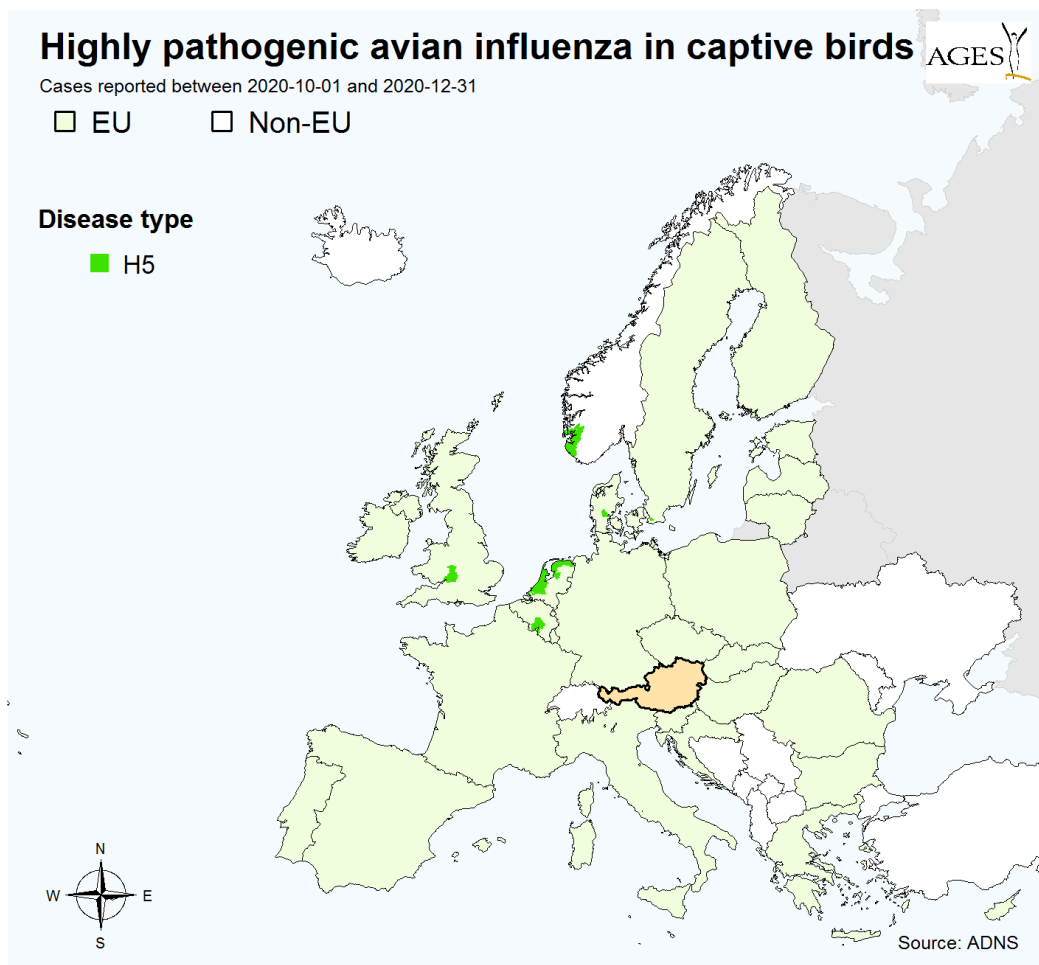 Highly pathogenic avian influenza in captive birds
AGES
Cases reported between 2020-10-01 and 2020-12-31
EU
Non-EU
Disease type
H5
N
W
E
S
Source: ADNS